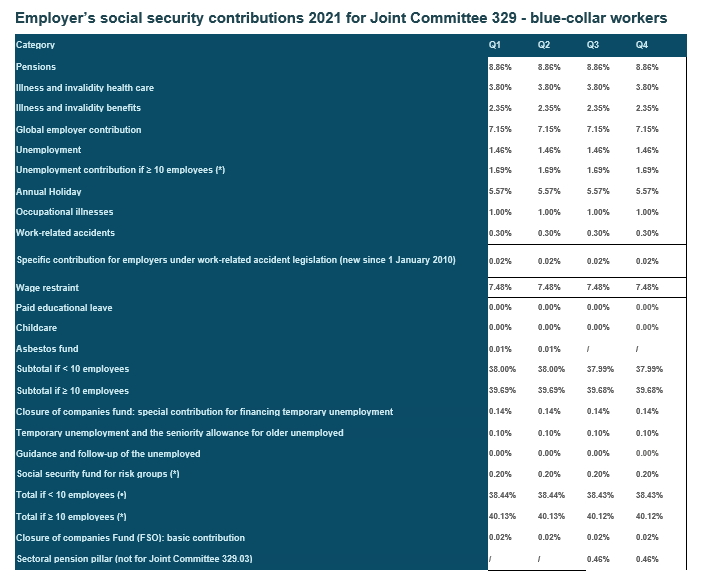 Employer's social security contributions 2021 for Joint Committee 329 - blue-collar workers
Category Q1 Q2 Q3 Q4
Pensions 8.86% 8.86% 8.86% 8.86%
Illness and invalidity health care 3.80% 3.80% 3.80% 3.80%
Illness and invalidity benefits 2.35% 2.35% 2.35% 2.35%
Global employer contribution 7.15% 7.15% 7.15% 7.15%
Unemployment 1.46% 1.46% 1.46% 1.46%
Unemployment contribution if ≥ 10 employees (*) 1.69% 1.69% 1.69% 1.69%
Annual Holiday 5.57% 5.57% 5.57% 5.57%
Occupational illnesses 1.00% 1.00% 1.00% 1.00%
Work-related accidents 0.30% 0.30% 0.30% 0.30%
Specific contribution for employers under work-related accident legislation (new since 1 January 2010) 0.02% 0.02% 0.02% 0.02%
Wage restraint 7.48% 7.48% 7.48% 7.48%
Paid educational leave 0.00% 0.00% 0.00% 0.00%
Childcare 0.00% 0.00% 0.00% 0.00%
Asbestos fund 0.01% 0.01% / /
Subtotal if < 10 employees 38.00% 38.00% 37.99% 37.99%
Subtotal if ≥ 10 employees 39.69% 39.69% 39.68% 39.68%
Closure of companies fund: special contribution for financing temporary unemployment 0.14% 0.14% 0.14% 0.14%
Temporary unemployment and the seniority allowance for older unemployed 0.10% 0.10% 0.10% 0.10%
Guidance and follow-up of the unemployed 0.00% 0.00% 0.00% 0.00%
Social security fund for risk groups (*) 0.20% 0.20% 0.20% 0.20%
Total if < 10 employees (*) 38.44% 38.44% 38.43% 38.43%
Total if ≥ 10 employees (*) 40.13% 40.13% 40.12% 40.12%
Closure of companies Fund (FSO): basic contribution 0.02% 0.02% 0.02% 0.02%
Sectoral pension pillar (not for Joint Committee 329.03) / / 0.46% 0.46%